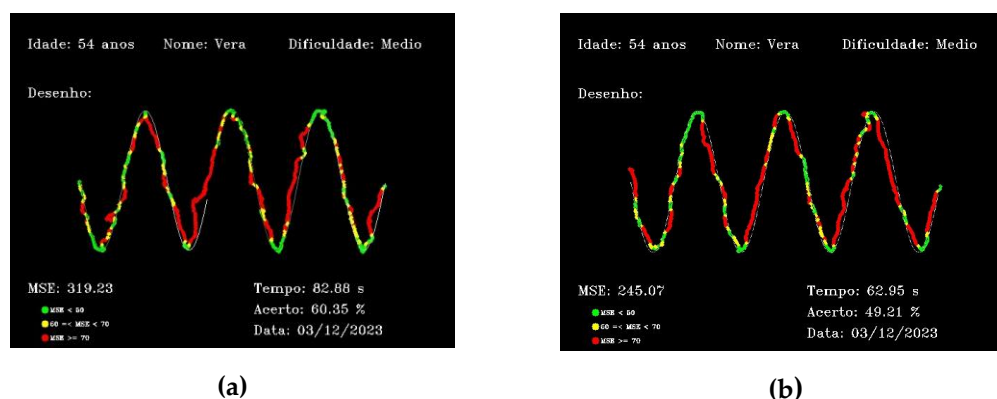 Idade: 54 anos Nome: Vera Dificuldade: Medio
Desenho:
MSE: 319.23
MSE < 50
50 =< MSE < 70
MSE >= 70
Tempo: 82.88 s
Acerto: 60.35 %
Data: 03/12/2023
(a)
Idade: 54 anos Nome: Vera Dificuldade: Medio
Desenho:
MSE: 245.07
MSE < 50
50 =< MSE < 70
MSE >= 70
Tempo: 62.95 s
Acerto: 49.21 %
Data: 03/12/2023
(b)